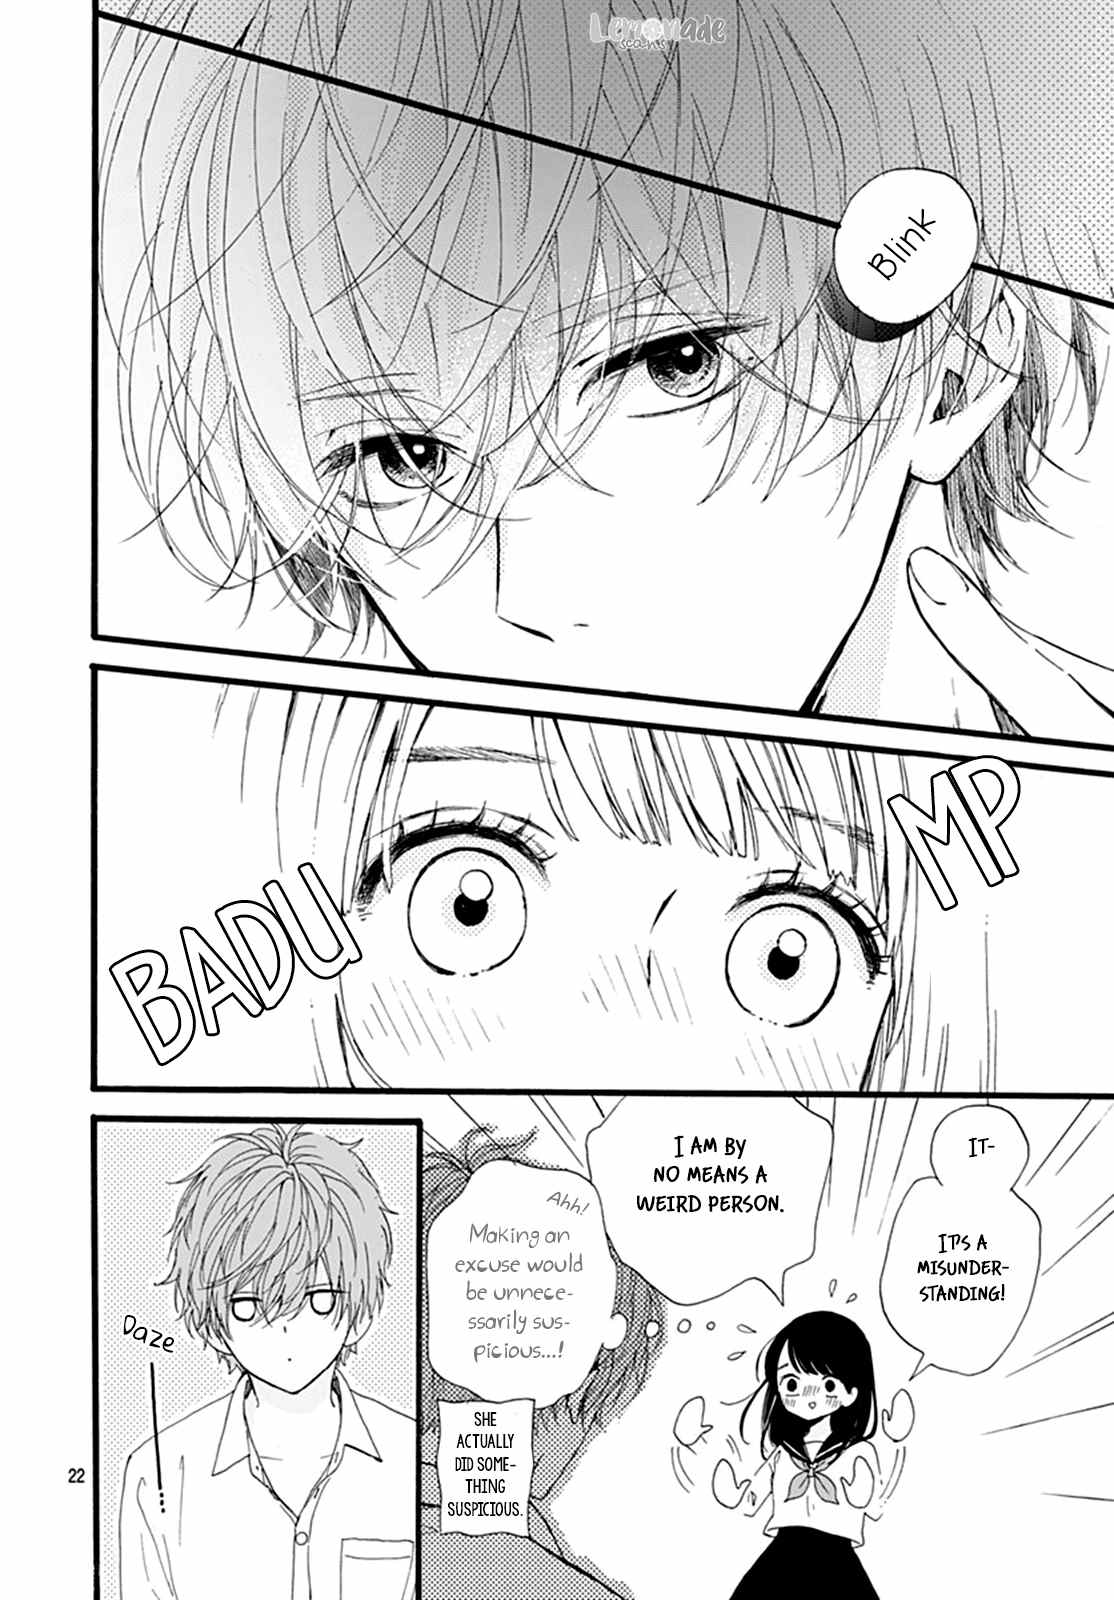 Lemonade
scans
Blink
BADU
MP
IT-
IT'S A
MISUNDER-
STANDING!
I AM BY
NO MEANS A
WEIRD PERSON.
Ahh!
Making an
excuse would
be unnece-
ssarily sus-
picious...!
SHE
ACTUALLY
DID SOME-
THING
SUSPICIOUS.
Daze
22